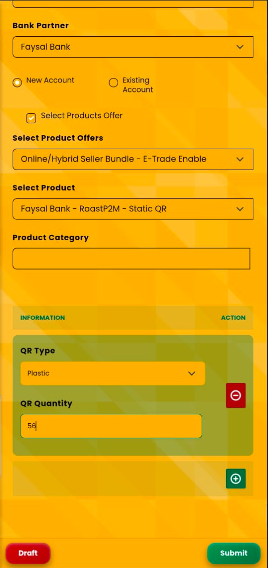 Bank Partner
Faysal Bank
New Account
Existing
Account
Select Products Offer
Select Product Offers
Online/Hybrid Seller Bundle - E-Trade Enable
Select Product
Faysal Bank - RaastP2M - Static QR
Product Category
INFORMATION ACTION
QR Type
Plastic
QR Quantity
56
Draft Submit